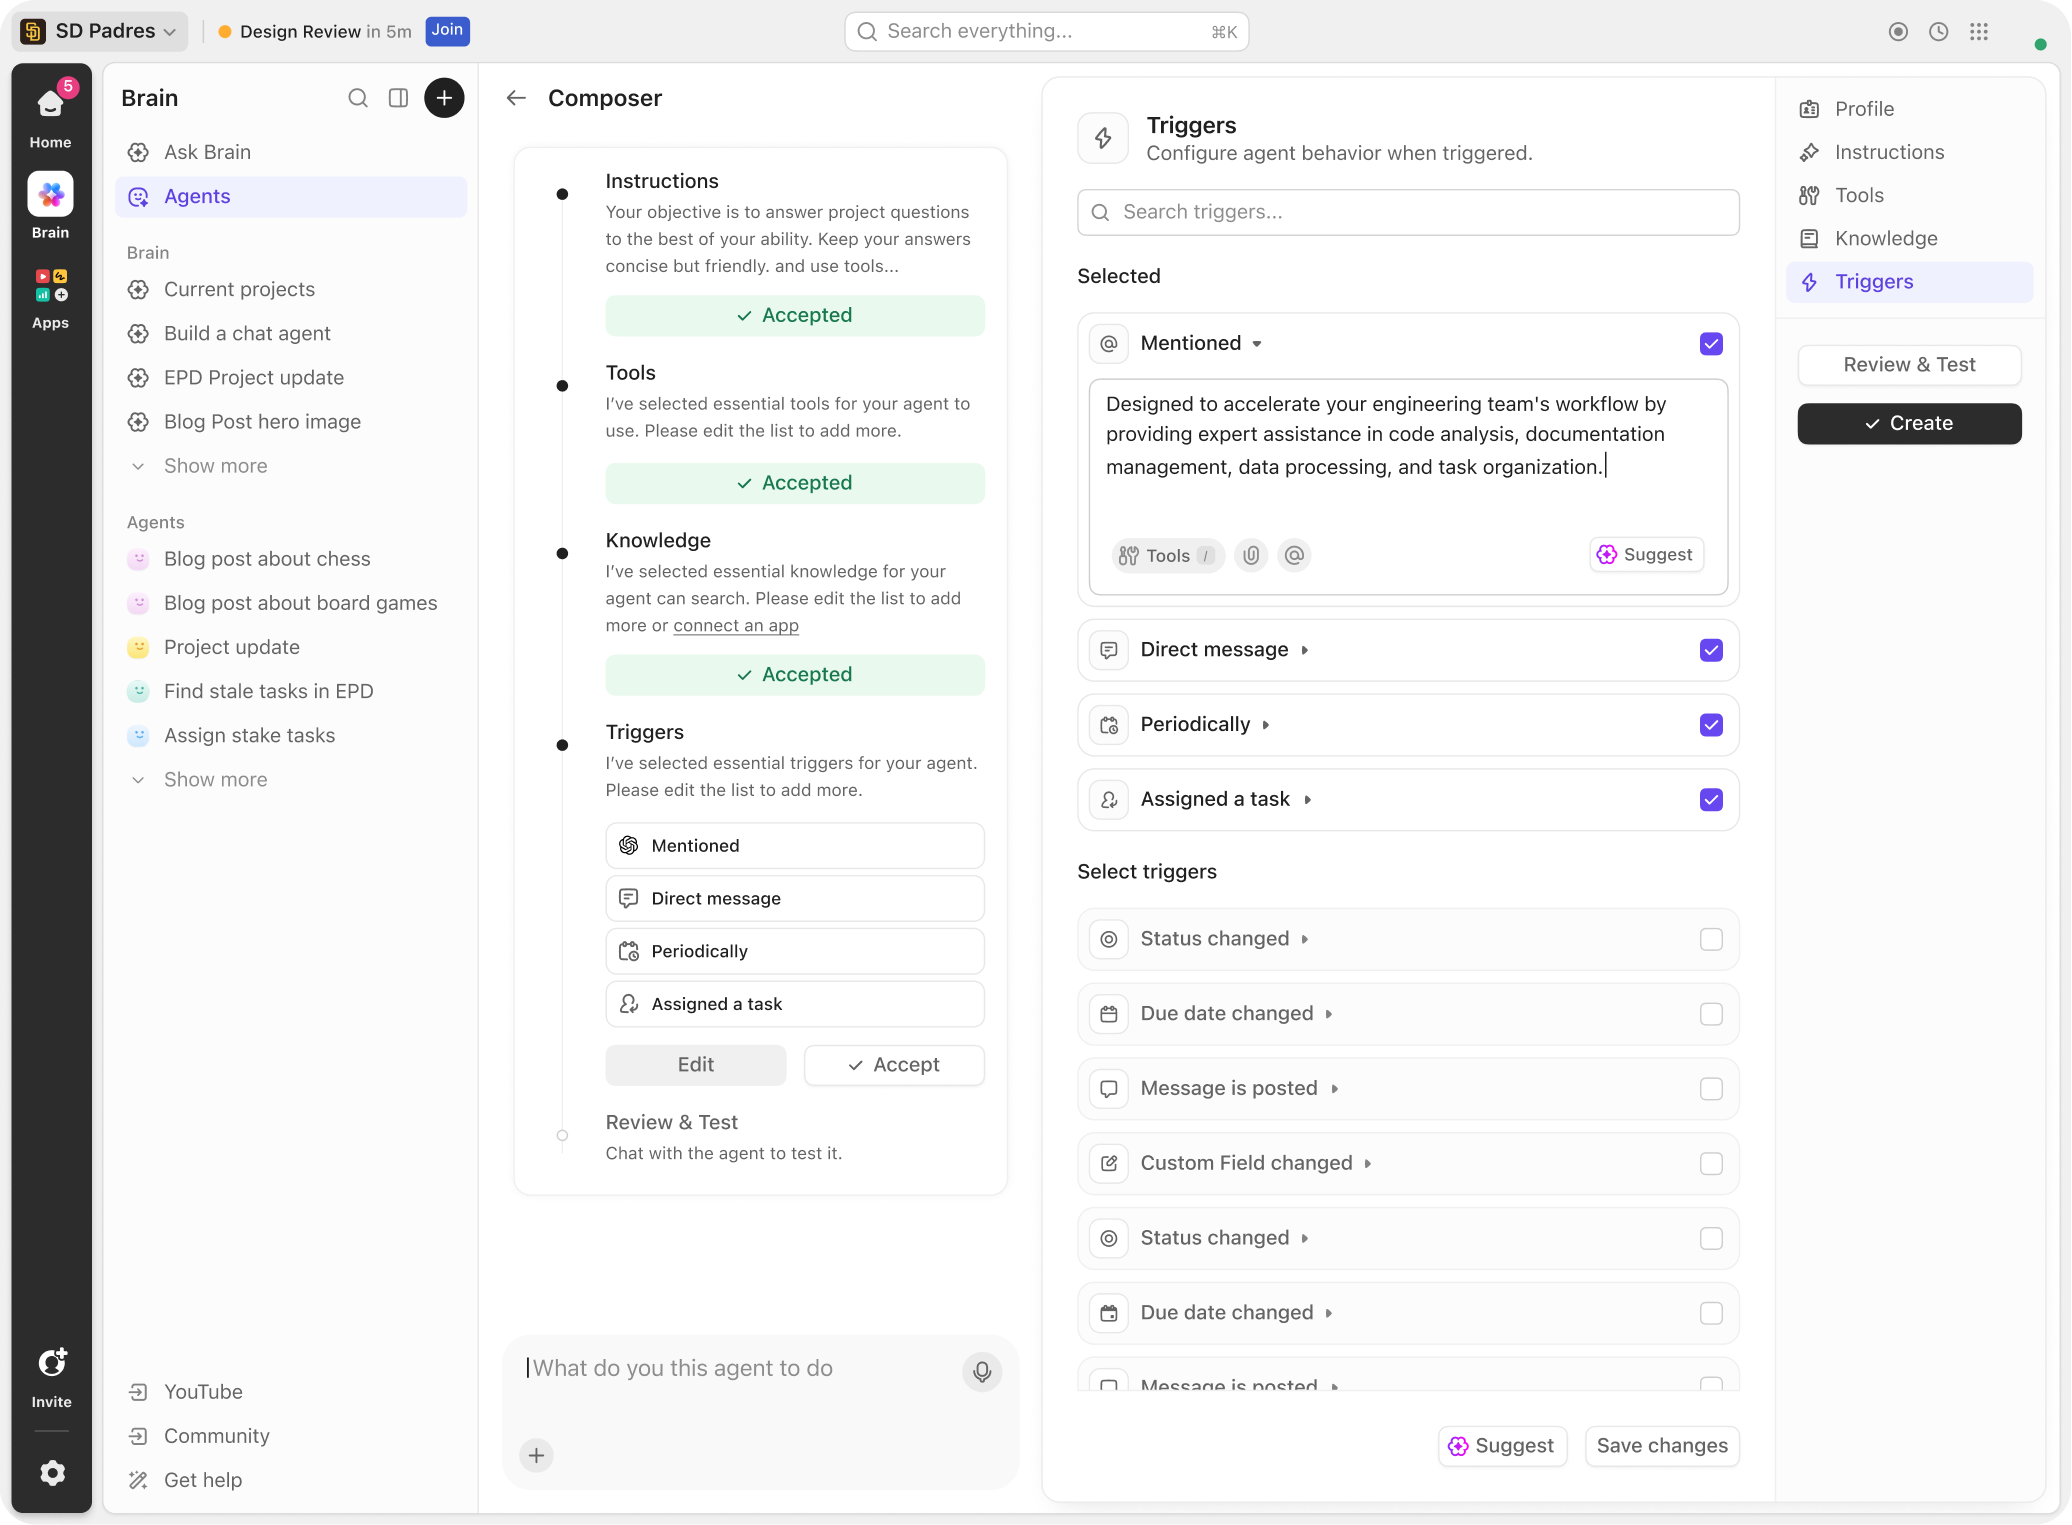 SD Padres
Design Review in 5m
Join
Search everything...
⌘K
5
Home
Brain
Apps
Invite
Brain
Ask Brain
Agents
Brain
Current projects
Build a chat agent
EPD Project update
Blog Post hero image
Show more
Agents
Blog post about chess
Blog post about board games
Project update
Find stale tasks in EPD
Assign stake tasks
Show more
YouTube
Community
Get help
Composer
Instructions
Your objective is to answer project questions
to the best of your ability. Keep your answers
concise but friendly. and use tools...
Accepted
Tools
I've selected essential tools for your agent to
use. Please edit the list to add more.
Accepted
Knowledge
I've selected essential knowledge for your
agent can search. Please edit the list to add
more or connect an app
Accepted
Triggers
I've selected essential triggers for your agent.
Please edit the list to add more.
Mentioned
Direct message
Periodically
Assigned a task
Edit
Accept
Review & Test
Chat with the agent to test it.
What do you this agent to do
Triggers
Configure agent behavior when triggered.
Search triggers...
Selected
Mentioned
Designed to accelerate your engineering team's workflow by
providing expert assistance in code analysis, documentation
management, data processing, and task organization.
Tools /
Suggest
Direct message
Periodically
Assigned a task
Select triggers
Status changed
Due date changed
Message is posted
Custom Field changed
Status changed
Due date changed
Message is posted
Suggest
Save changes
Profile
Instructions
Tools
Knowledge
Triggers
Review & Test
Create